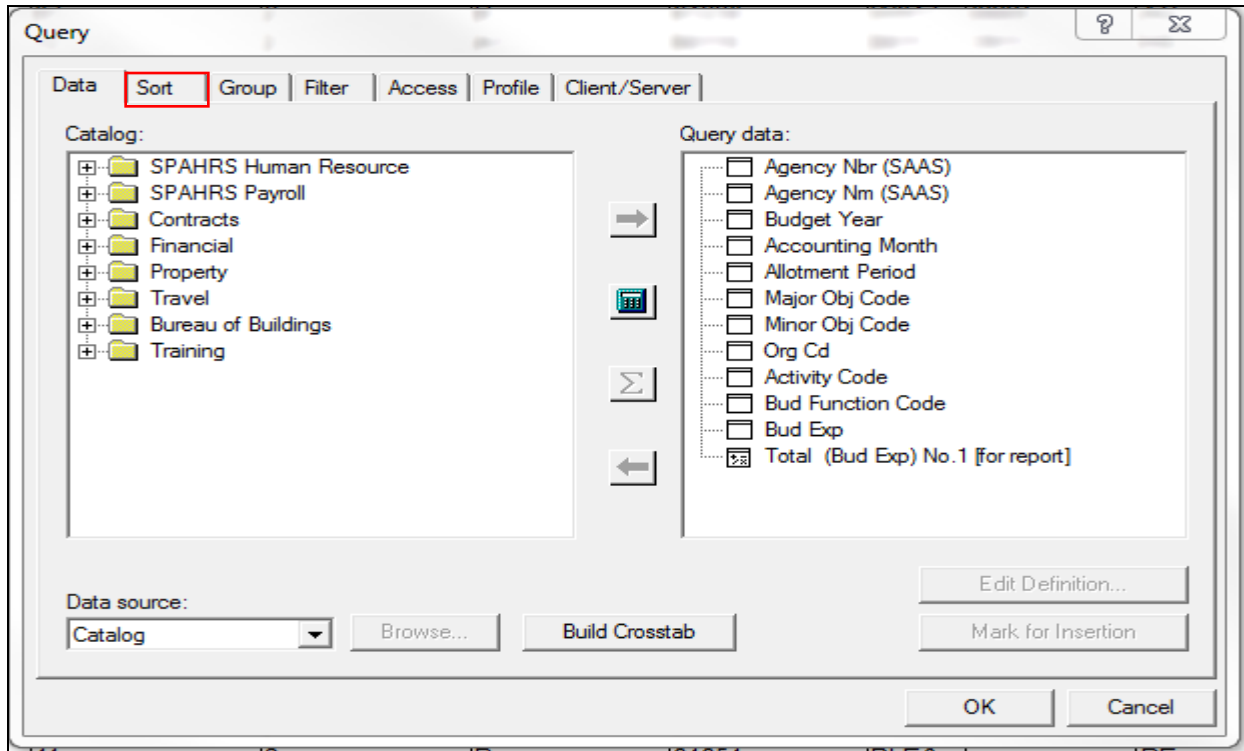 Query
Data Sort Group Filter Access Profile Client/Server
Catalog:
SPAHRS Human Resource
SPAHRS Payroll
Contracts
Financial
Property
Travel
Bureau of Buildings
Training
Query data:
Agency Nbr (SAAS)
Agency Nm (SAAS)
Budget Year
Accounting Month
Allotment Period
Major Obj Code
Minor Obj Code
Org Cd
Activity Code
Bud Function Code
Bud Exp
Total (Bud Exp) No.1 [for report]
Σ
Edit Definition...
Data source:
Catalog Browse... Build Crosstab Mark for Insertion
OK Cancel